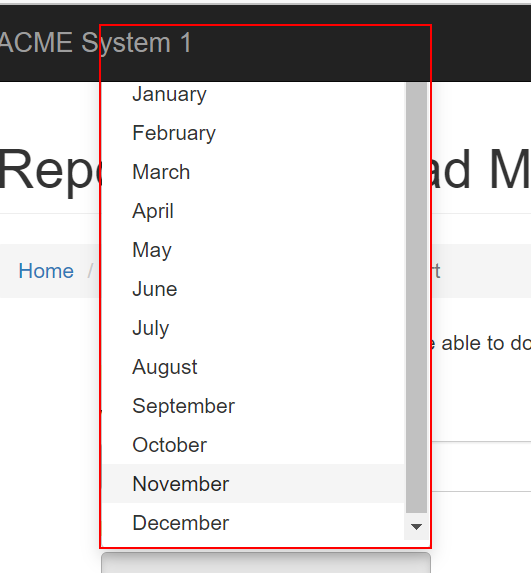 ACME System 1
January
February
March
Rep ad M
April
May
Home / rt
June
July
able to do
August
September
October
November
December